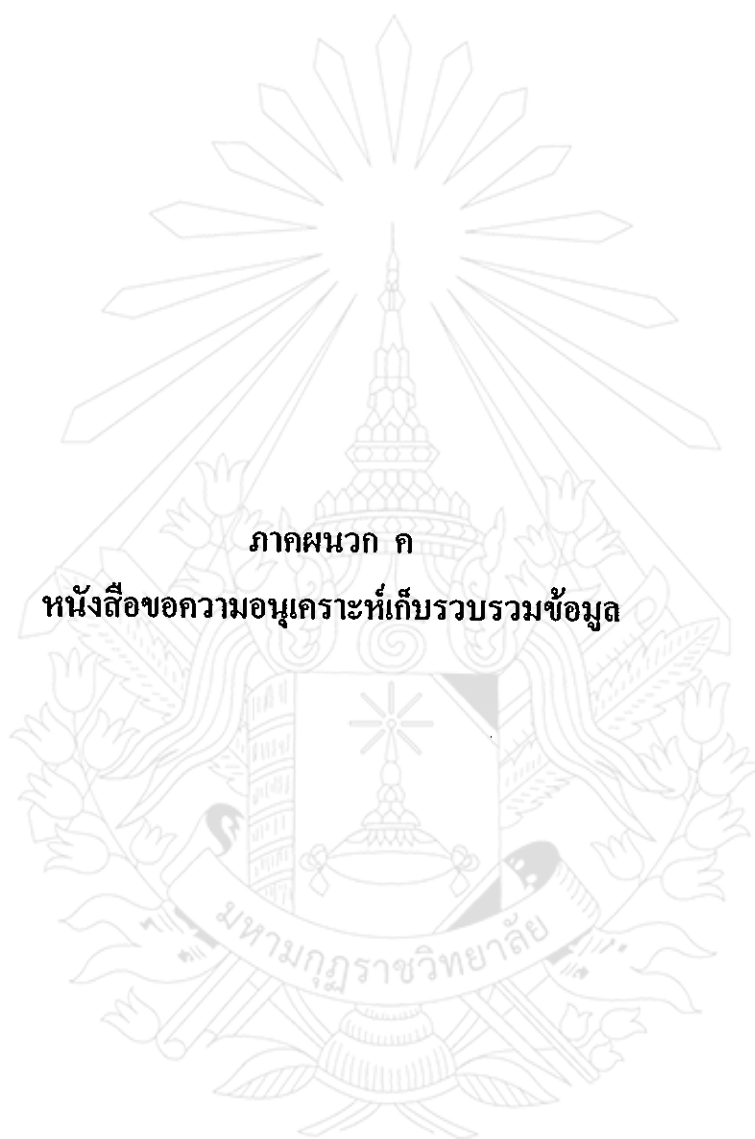 ภาคผนวก ค
หนังสือขอความอนุเคราะห์เก็บรวบรวมข้อมูล
มหามกุฏราชวิทยาลัย